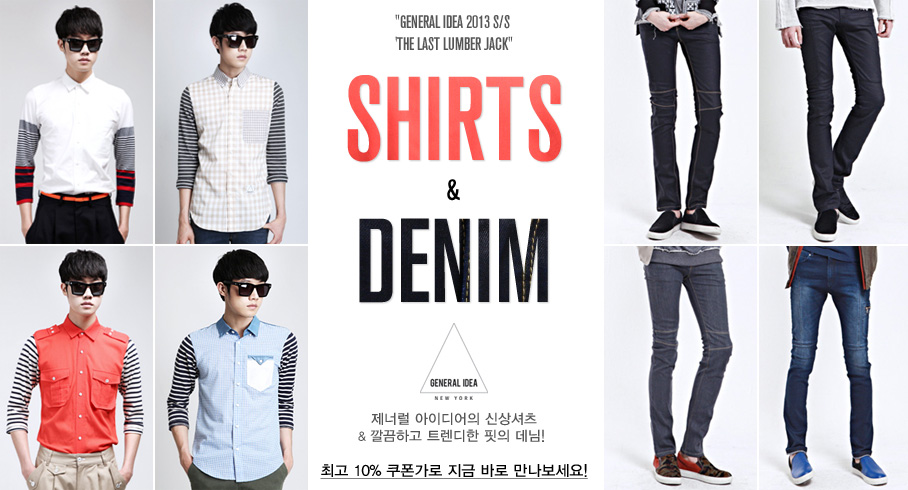 "GENERAL IDEA 2013 S/S
'THE LAST LUMBER JACK"
SHIRTS
&
DENIM
GENERAL IDEA
NEW YORK
제너럴 아이디어의 신상셔츠
& 깔끔하고 트렌디한 핏의 데님!
최고 10% 쿠폰가로 지금 바로 만나보세요!